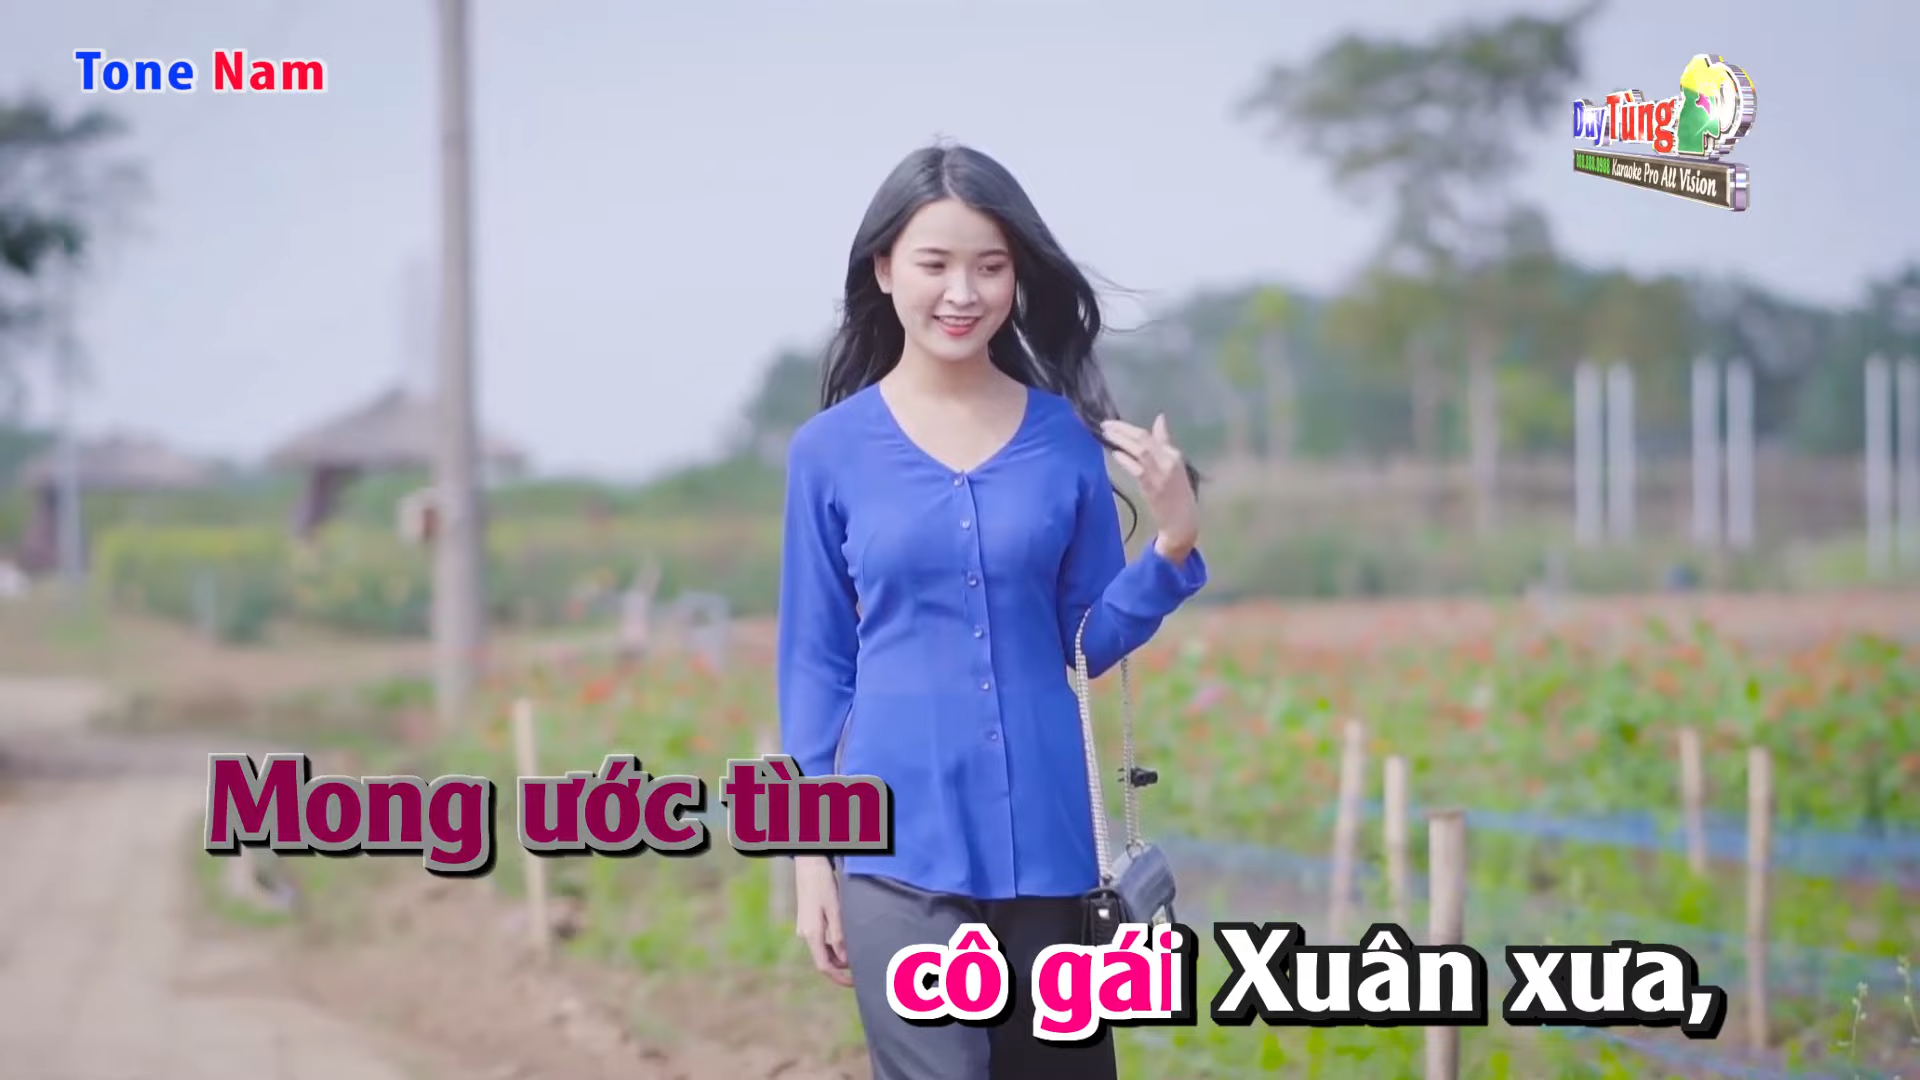 Tone Nam
Duy Tùng
Karaoke Pro All Vision
Mong ước tìm
cô gái Xuân xưa,